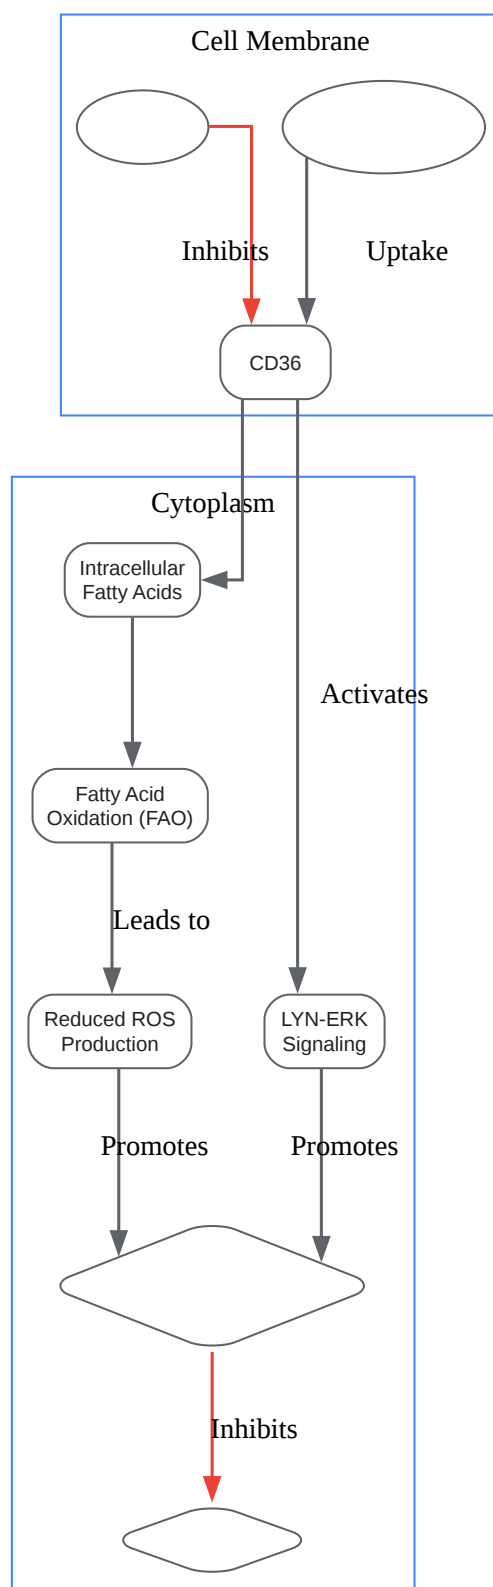 Cell Membrane
Inhibits
Uptake
CD36
Cytoplasm
Intracellular
Fatty Acids
Activates
Fatty Acid
Oxidation (FAO)
Leads to
Reduced ROS
Production
LYN-ERK
Signaling
Promotes
Promotes
Inhibits